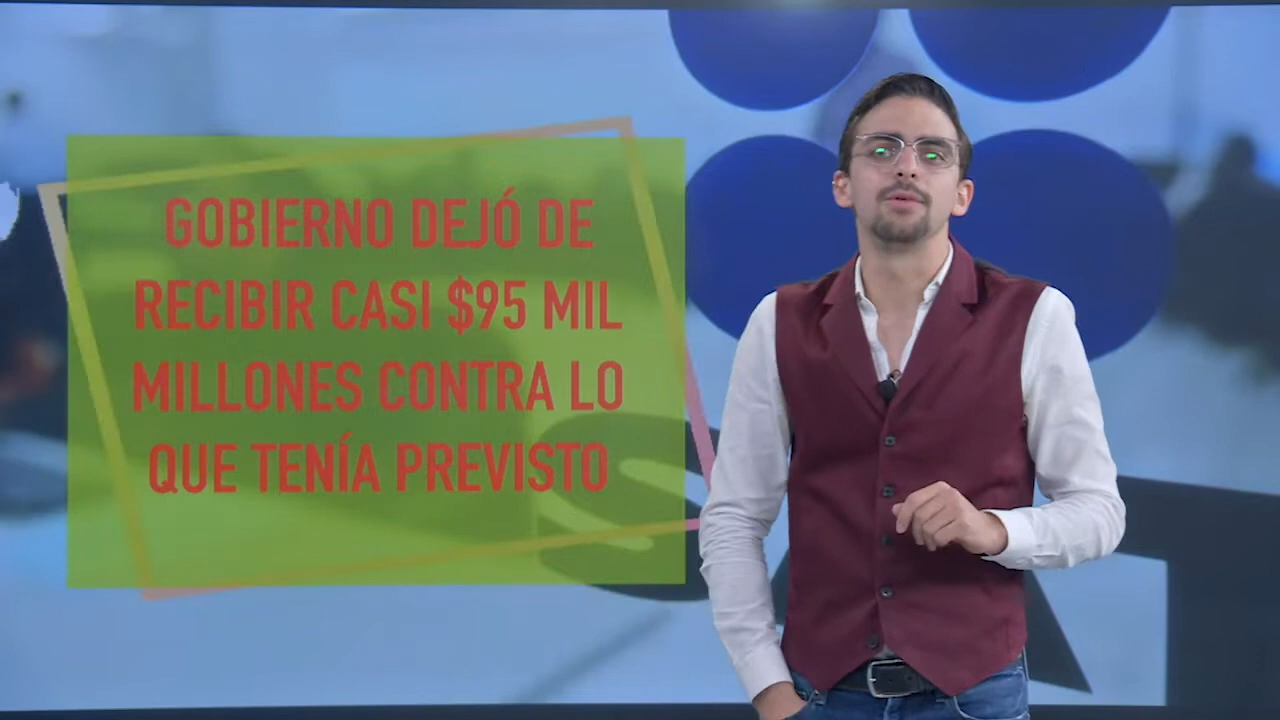 GOBIERNO DEJÓ DE
RECIBIR CASI $95 MIL
MILLONES CONTRA LO
QUE TENÍA PREVISTO